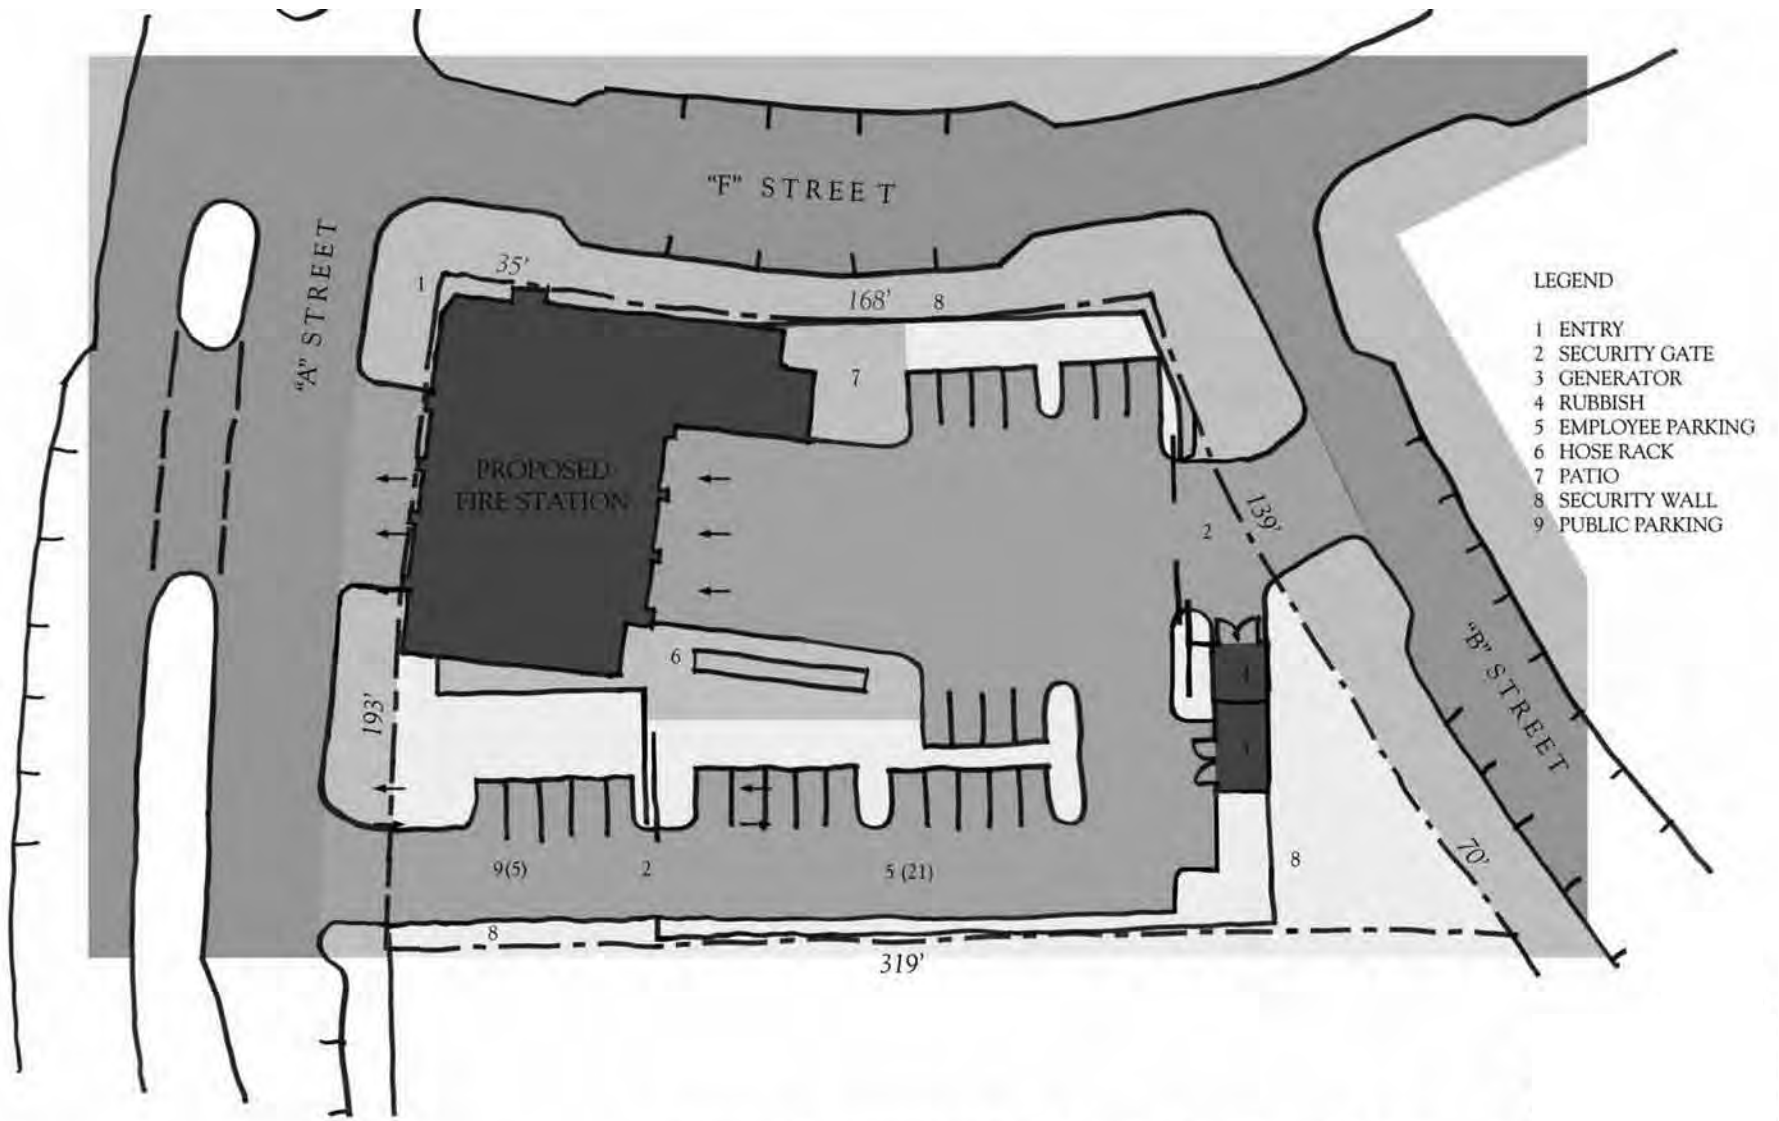 "F" STREET
35'
168'
8
1
"A" STREET
7
LEGEND
1 ENTRY
2 SECURITY GATE
3 GENERATOR
4 RUBBISH
5 EMPLOYEE PARKING
6 HOSE RACK
7 PATIO
8 SECURITY WALL
9 PUBLIC PARKING
PROPOSED
FIRE STATION
139'
2
6
"B" STREET
193'
70'
8
9(5)
2
5 (21)
8
319'